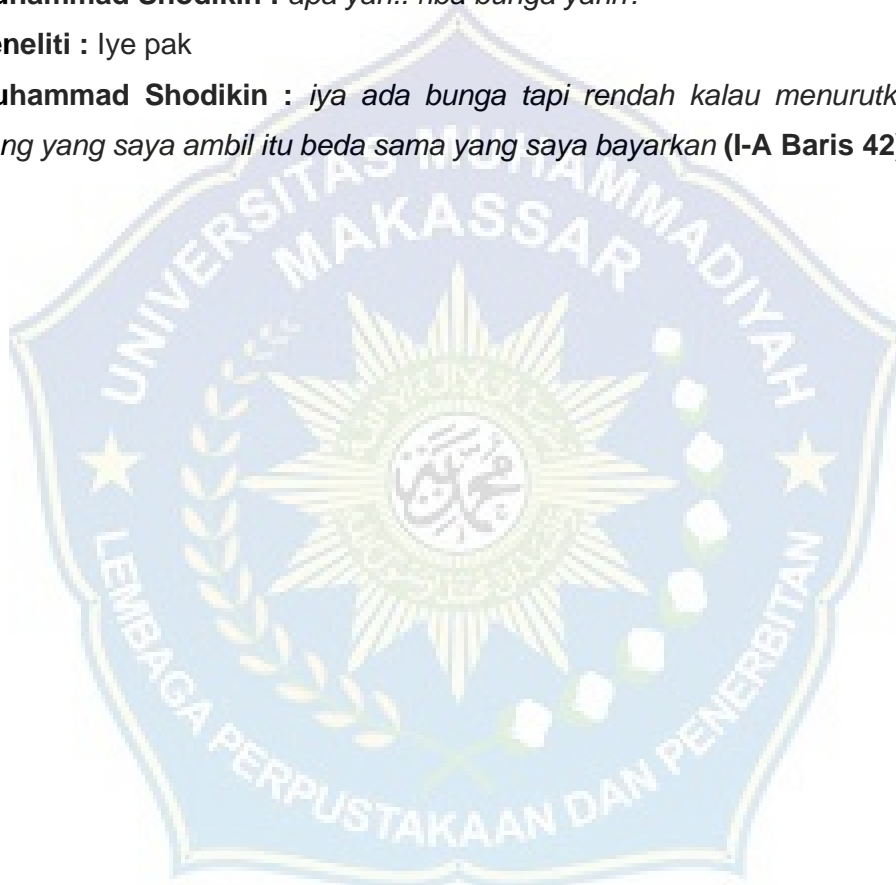 uhammad Shodikin : apa yah.. riba bunga yahh?
eneliti : Iye pak
uhammad Shodikin : iya ada bunga tapi rendah kalau menurutk
ng yang saya ambil itu beda sama yang saya bayarkan (I-A Baris 42
UNIVERSITAS MUHAMMADIYAH
MAKASSAR
LEMBAGA PERPUSTAKAAN DAN PENERBITAN